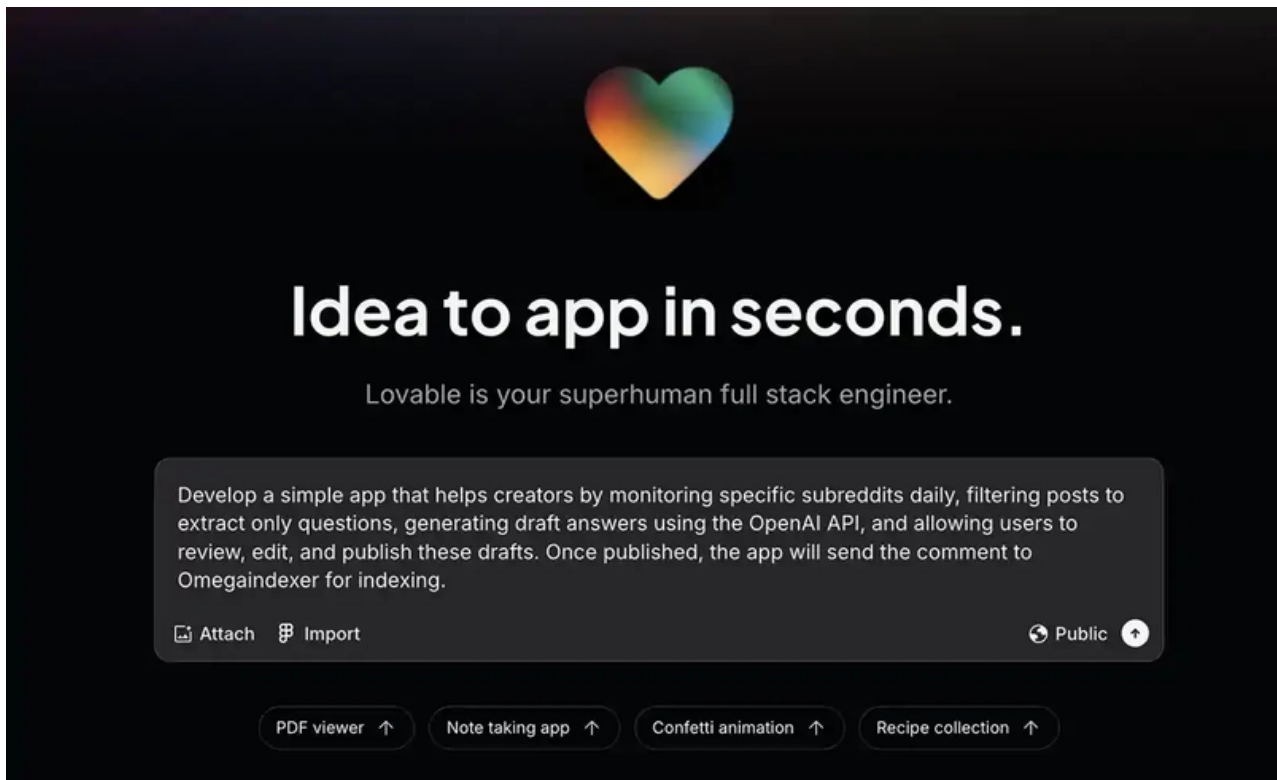 Idea to app in seconds.
Lovable is your superhuman full stack engineer.
Develop a simple app that helps creators by monitoring specific subreddits daily, filtering posts to
extract only questions, generating draft answers using the OpenAI API, and allowing users to
review, edit, and publish these drafts. Once published, the app will send the comment to
Omegaindexer for indexing.
Attach Import Public
PDF viewer Note taking app Confetti animation Recipe collection